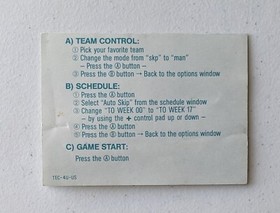 A) TEAM CONTROL:
① Pick your favorite team
② Change the mode from "skp" to "man"
– Press the Ⓐ button –
③ Press the Ⓑ button → Back to the options window
B) SCHEDULE:
① Press the Ⓐ button
② Select "Auto Skip" from the schedule window
③ Change "TO WEEK 00" to "TO WEEK 17"
– by using the ✚ control pad up or down –
④ Press the Ⓐ button
⑤ Press the Ⓑ button → Back to the options window
C) GAME START:
Press the Ⓐ button
TEC-4U-US